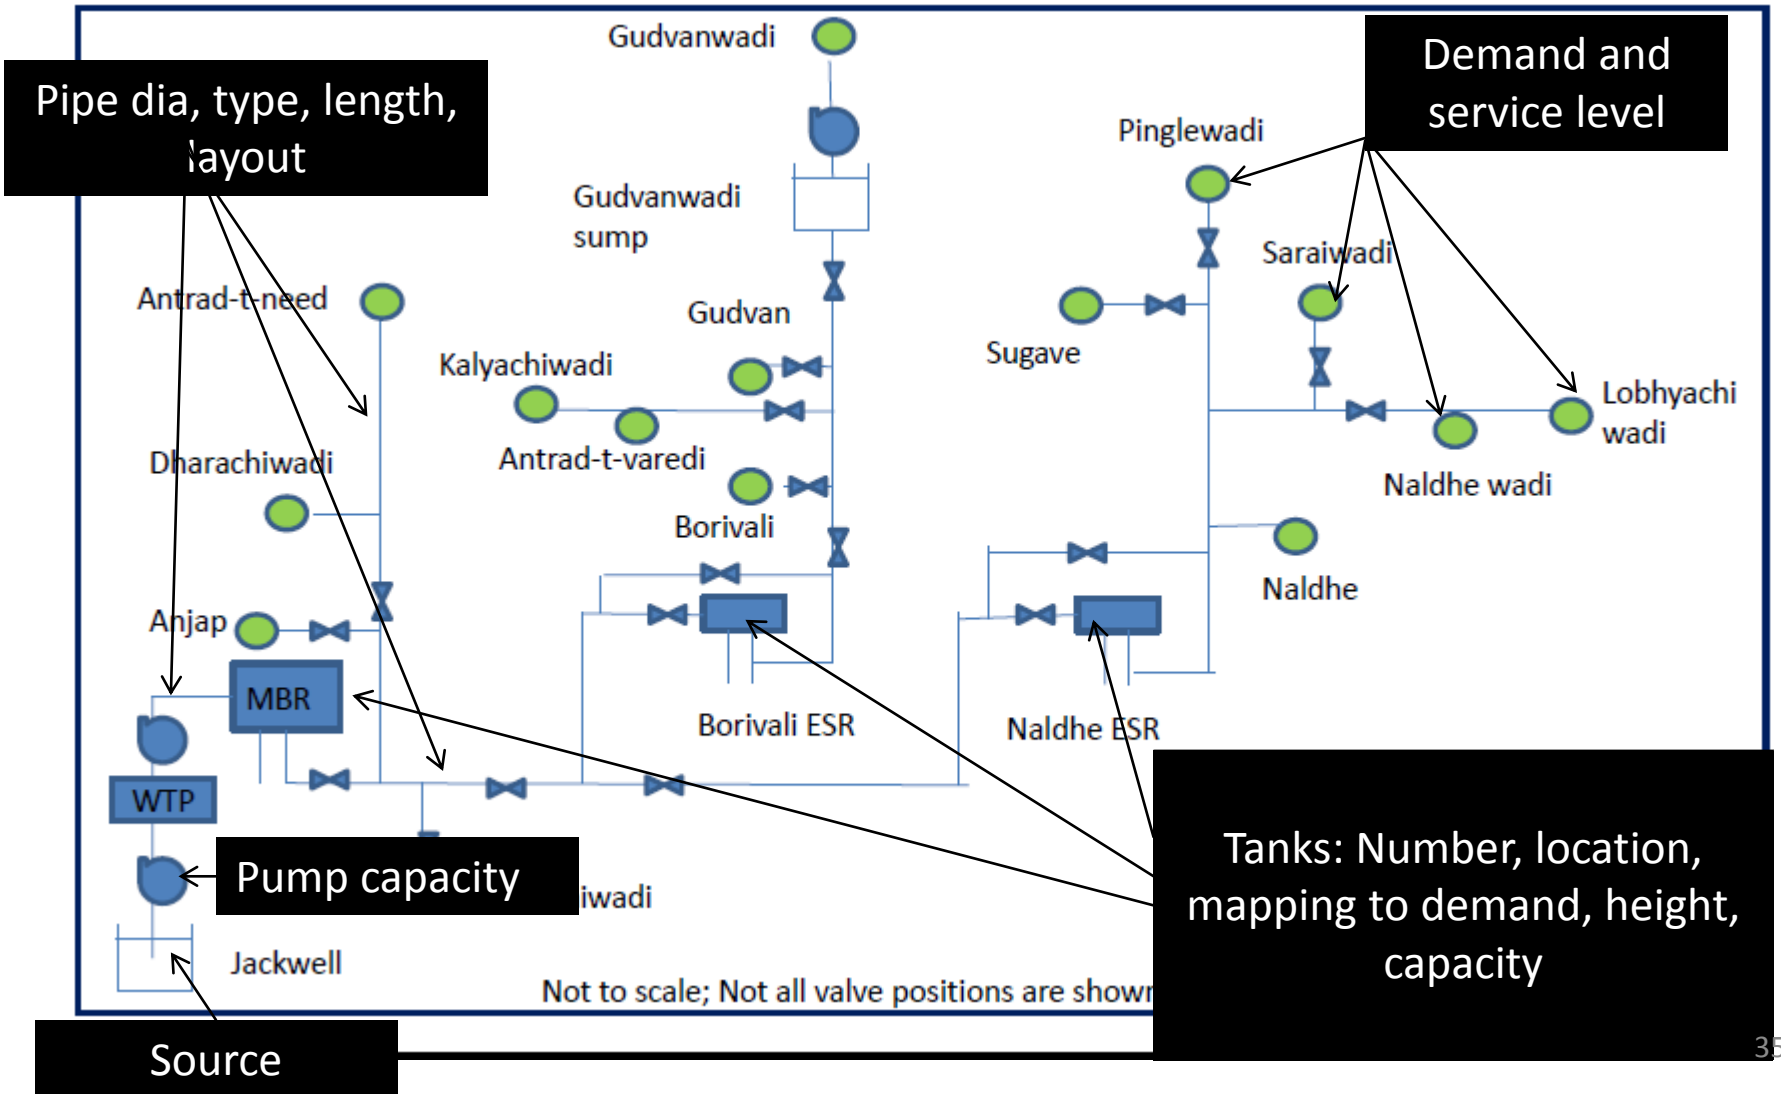 Gudvanwadi
Demand and
service level
Pipe dia, type, length,
layout
Pinglewadi
Gudvanwadi
sump
Saraiwadi
Antrad-t-need
Gudvan
Sugave
Kalyachiwadi
Lobhyachi
wadi
Dharachiwadi
Antrad-t-varedi
Naldhe wadi
Borivali
Naldhe
Anjap
MBR
Borivali ESR
Naldhe ESR
WTP
Tanks: Number, location,
mapping to demand, height,
capacity
Pump capacity
iwadi
Jackwell
Not to scale; Not all valve positions are shown
Source
35